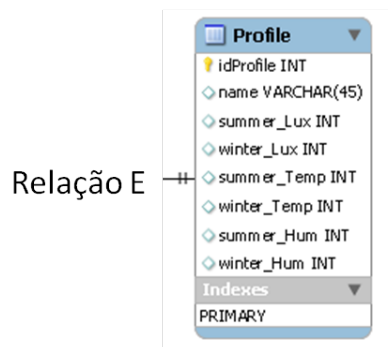 Profile
idProfile INT
name VARCHAR(45)
summer_Lux INT
winter_Lux INT
Relação E
summer_Temp INT
winter_Temp INT
summer_Hum INT
winter_Hum INT
Indexes
PRIMARY